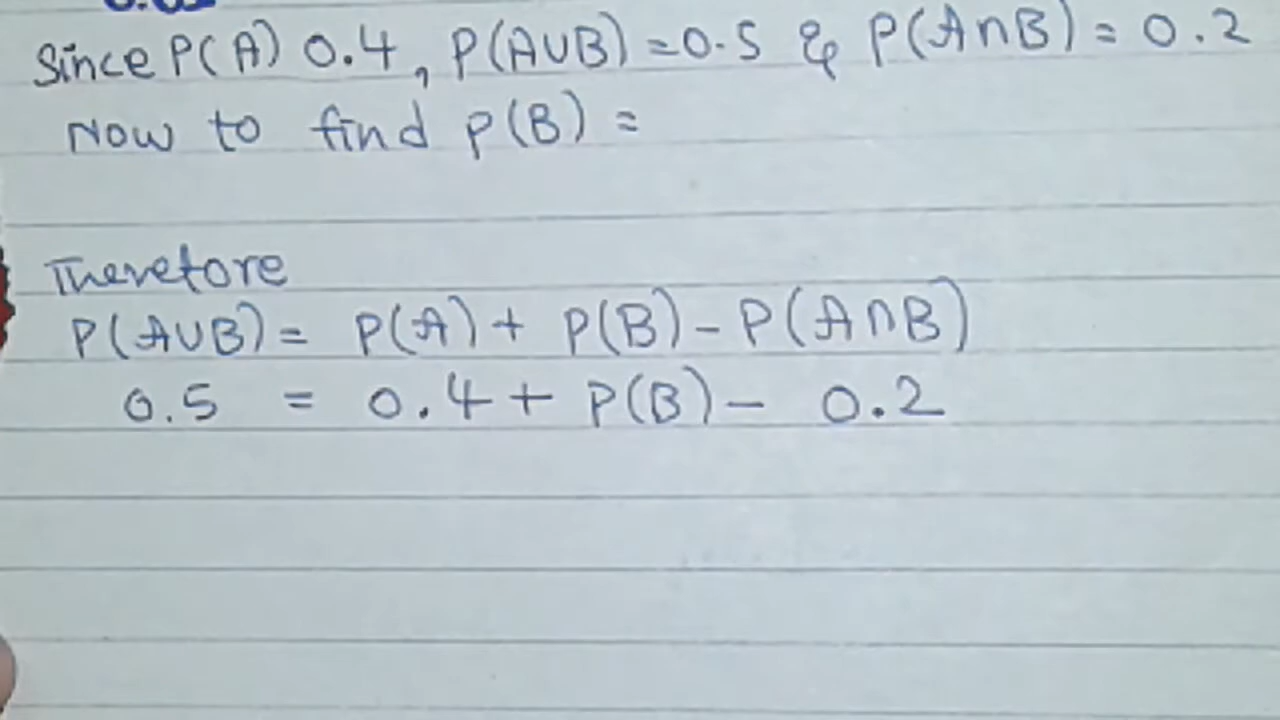 Since P(A) 0.4, P(A∪B) = 0.5 & P(A∩B) = 0.2
Now to find P(B) =
Therefore
P(A∪B) = P(A) + P(B) - P(A∩B)
0.5 = 0.4 + P(B) - 0.2